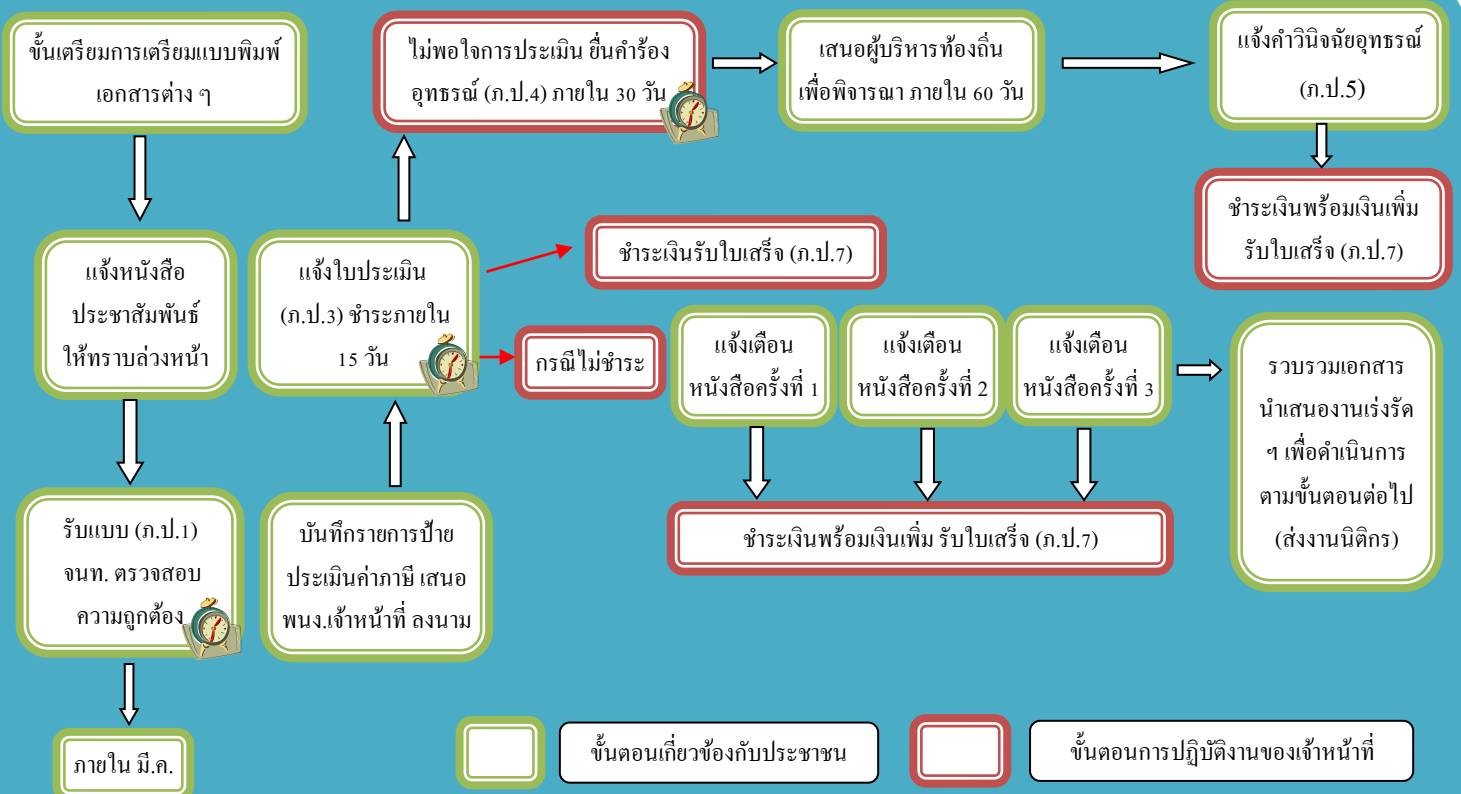 ขั้นเตรียมการเตรียมแบบพิมพ์
เอกสารต่าง ๆ
ไม่พอใจการประเมิน ยื่นคำร้อง
อุทธรณ์ (ภ.ป.4) ภายใน 30 วัน
เสนอผู้บริหารท้องถิ่น
เพื่อพิจารณา ภายใน 60 วัน
แจ้งคำวินิจฉัยอุทธรณ์
(ภ.ป.5)
แจ้งหนังสือ
ประชาสัมพันธ์
ให้ทราบล่วงหน้า
แจ้งใบประเมิน
(ภ.ป.3) ชำระภายใน
15 วัน
ชำระเงินรับใบเสร็จ (ภ.ป.7)
ชำระเงินพร้อมเงินเพิ่ม
รับใบเสร็จ (ภ.ป.7)
กรณีไม่ชำระ
แจ้งเตือน
หนังสือครั้งที่ 1
แจ้งเตือน
หนังสือครั้งที่ 2
แจ้งเตือน
หนังสือครั้งที่ 3
รวบรวมเอกสาร
นำเสนองานเร่งรัด
ฯ เพื่อดำเนินการ
ตามขั้นตอนต่อไป
(ส่งงานนิติกร)
รับแบบ (ภ.ป.1)
จนท. ตรวจสอบ
ความถูกต้อง
บันทึกรายการป้าย
ประเมินค่าภาษี เสนอ
พนง.เจ้าหน้าที่ ลงนาม
ชำระเงินพร้อมเงินเพิ่ม รับใบเสร็จ (ภ.ป.7)
ภายใน มี.ค.
ขั้นตอนเกี่ยวข้องกับประชาชน
ขั้นตอนการปฏิบัติงานของเจ้าหน้าที่